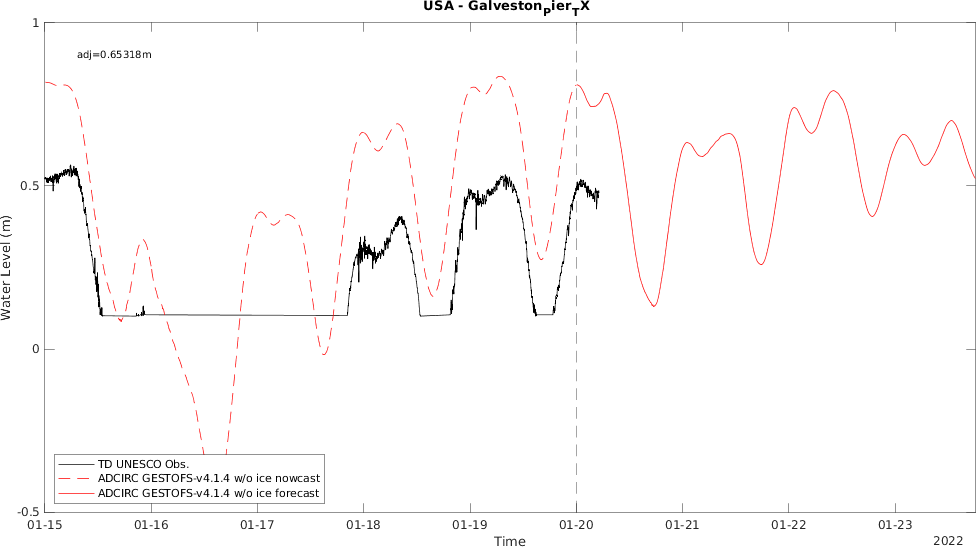 USA - Galveston_Pier_TX
1
adj=0.65318m
0.5
Water Level (m)
0
TD UNESCO Obs.
ADCIRC GESTOFS-v4.1.4 w/o ice nowcast
ADCIRC GESTOFS-v4.1.4 w/o ice forecast
-0.5
01-15 01-16 01-17 01-18 01-19 01-20 01-21 01-22 01-23
Time
2022